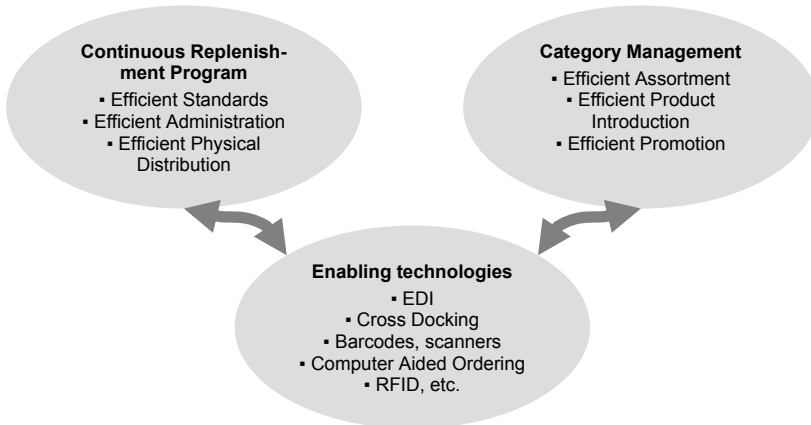 Continuous Replenish-
ment Program
▪ Efficient Standards
▪ Efficient Administration
▪ Efficient Physical
Distribution
Category Management
▪ Efficient Assortment
▪ Efficient Product
Introduction
▪ Efficient Promotion
Enabling technologies
▪ EDI
▪ Cross Docking
▪ Barcodes, scanners
▪ Computer Aided Ordering
▪ RFID, etc.